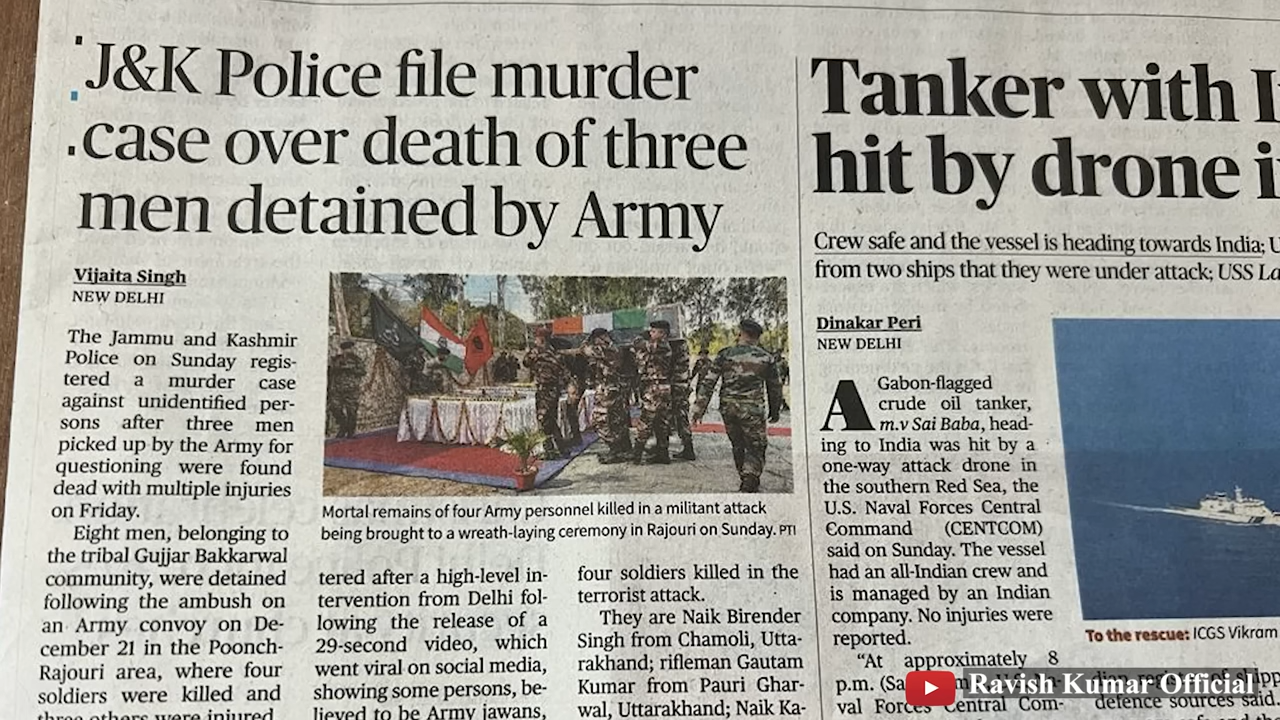 J&K Police file murder
case over death of three
men detained by Army
Vijaita Singh
NEW DELHI
The Jammu and Kashmir
Police on Sunday regis-
tered a murder case
against unidentified per-
sons after three men
picked up by the Army for
questioning were found
dead with multiple injuries
on Friday.
Eight men, belonging to
the tribal Gujjar Bakkarwal
community, were detained
following the ambush on
an Army convoy on De-
cember 21 in the Poonch-
Rajouri area, where four
soldiers were killed and
three others were injured.
Mortal remains of four Army personnel killed in a militant attack
being brought to a wreath-laying ceremony in Rajouri on Sunday. PTI
tered after a high-level in-
tervention from Delhi fol-
lowing the release of a
29-second video, which
went viral on social media,
showing some persons, be-
lieved to be Army jawans,
four soldiers killed in the
terrorist attack.
They are Naik Birender
Singh from Chamoli, Utta-
rakhand; rifleman Gautam
Kumar from Pauri Ghar-
wal, Uttarakhand; Naik Ka-
Tanker with
hit by drone
Crew safe and the vessel is heading towards India;
from two ships that they were under attack; USS
Dinakar Peri
NEW DELHI
A Gabon-flagged
crude oil tanker,
m.v Sai Baba, head-
ing to India was hit by a
one-way attack drone in
the southern Red Sea, the
U.S. Naval Forces Central
Command (CENTCOM)
said on Sunday. The vessel
had an all-Indian crew and
is managed by an Indian
company. No injuries were
reported.
"At approximately 8
p.m.
val Forces Central Com-
To the rescue: ICGS Vikram
defence sources said.
Ravish Kumar Official